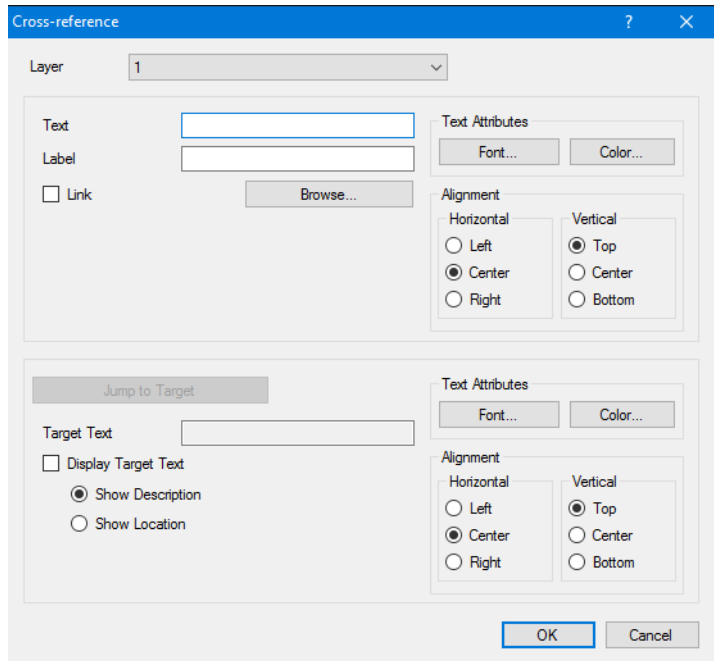 Cross-reference ?
Layer 1
Text
Label
Link Browse...
Text Attributes
Font... Color...
Alignment
Horizontal Vertical
Left Top
Center Center
Right Bottom
Jump to Target
Target Text
Display Target Text
Show Description
Show Location
Text Attributes
Font... Color...
Alignment
Horizontal Vertical
Left Top
Center Center
Right Bottom
OK Cancel